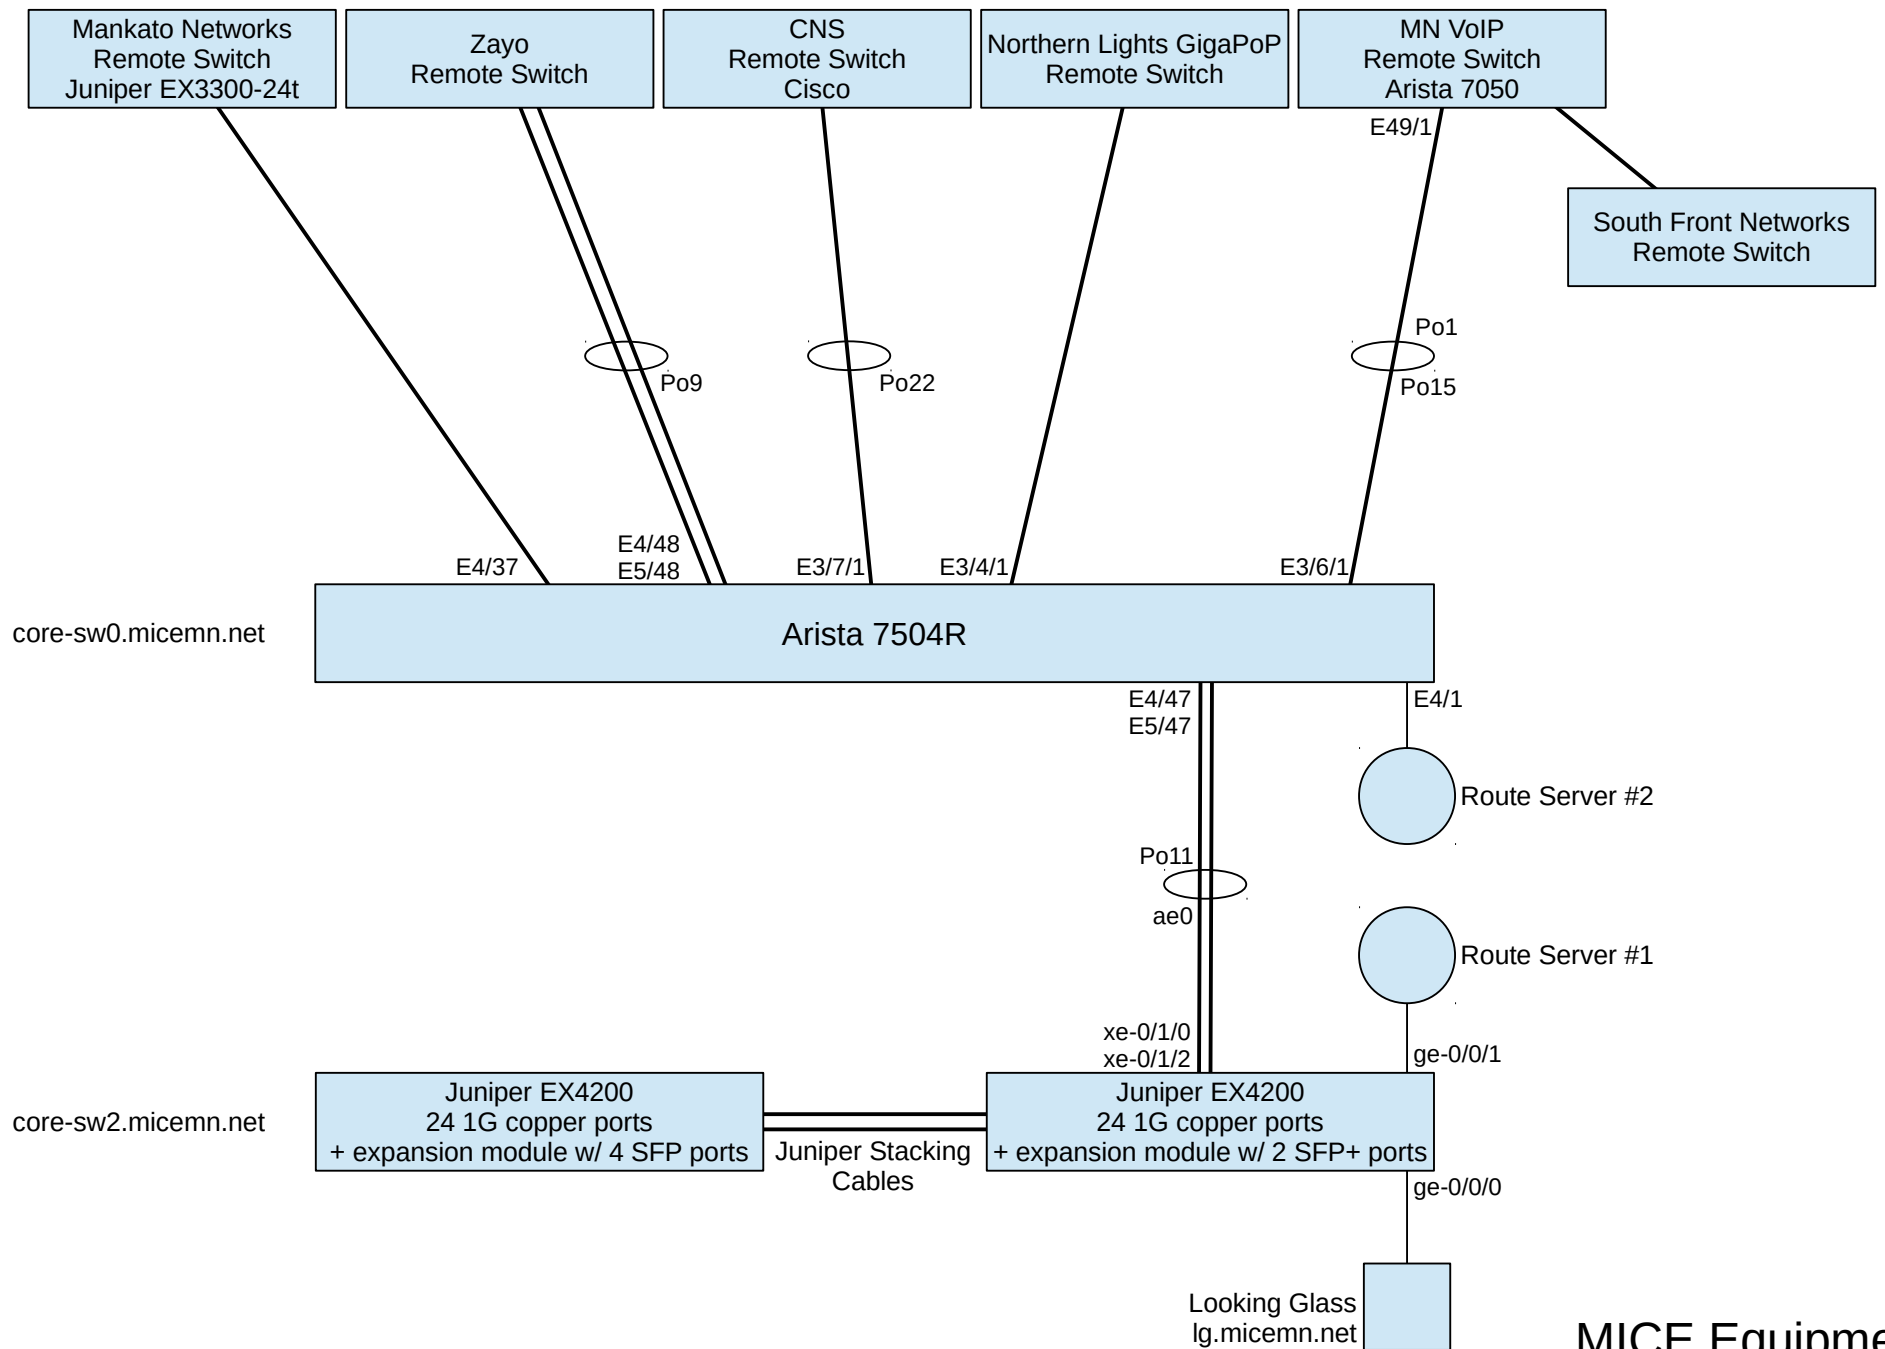 Mankato Networks
Remote Switch
Juniper EX3300-24t
Zayo
Remote Switch
CNS
Remote Switch
Cisco
Northern Lights GigaPoP
Remote Switch
MN VoIP
Remote Switch
Arista 7050
E49/1
South Front Networks
Remote Switch
Po9
Po22
Po1
Po15
E4/37
E4/48
E5/48
E3/7/1
E3/4/1
E3/6/1
core-sw0.micemn.net
Arista 7504R
E4/47
E5/47
E4/1
Route Server #2
Po11
ae0
Route Server #1
xe-0/1/0
xe-0/1/2
ge-0/0/1
core-sw2.micemn.net
Juniper EX4200
24 1G copper ports
+ expansion module w/ 4 SFP ports
Juniper Stacking
Cables
Juniper EX4200
24 1G copper ports
+ expansion module w/ 2 SFP+ ports
ge-0/0/0
Looking Glass
lg.micemn.net
MICE